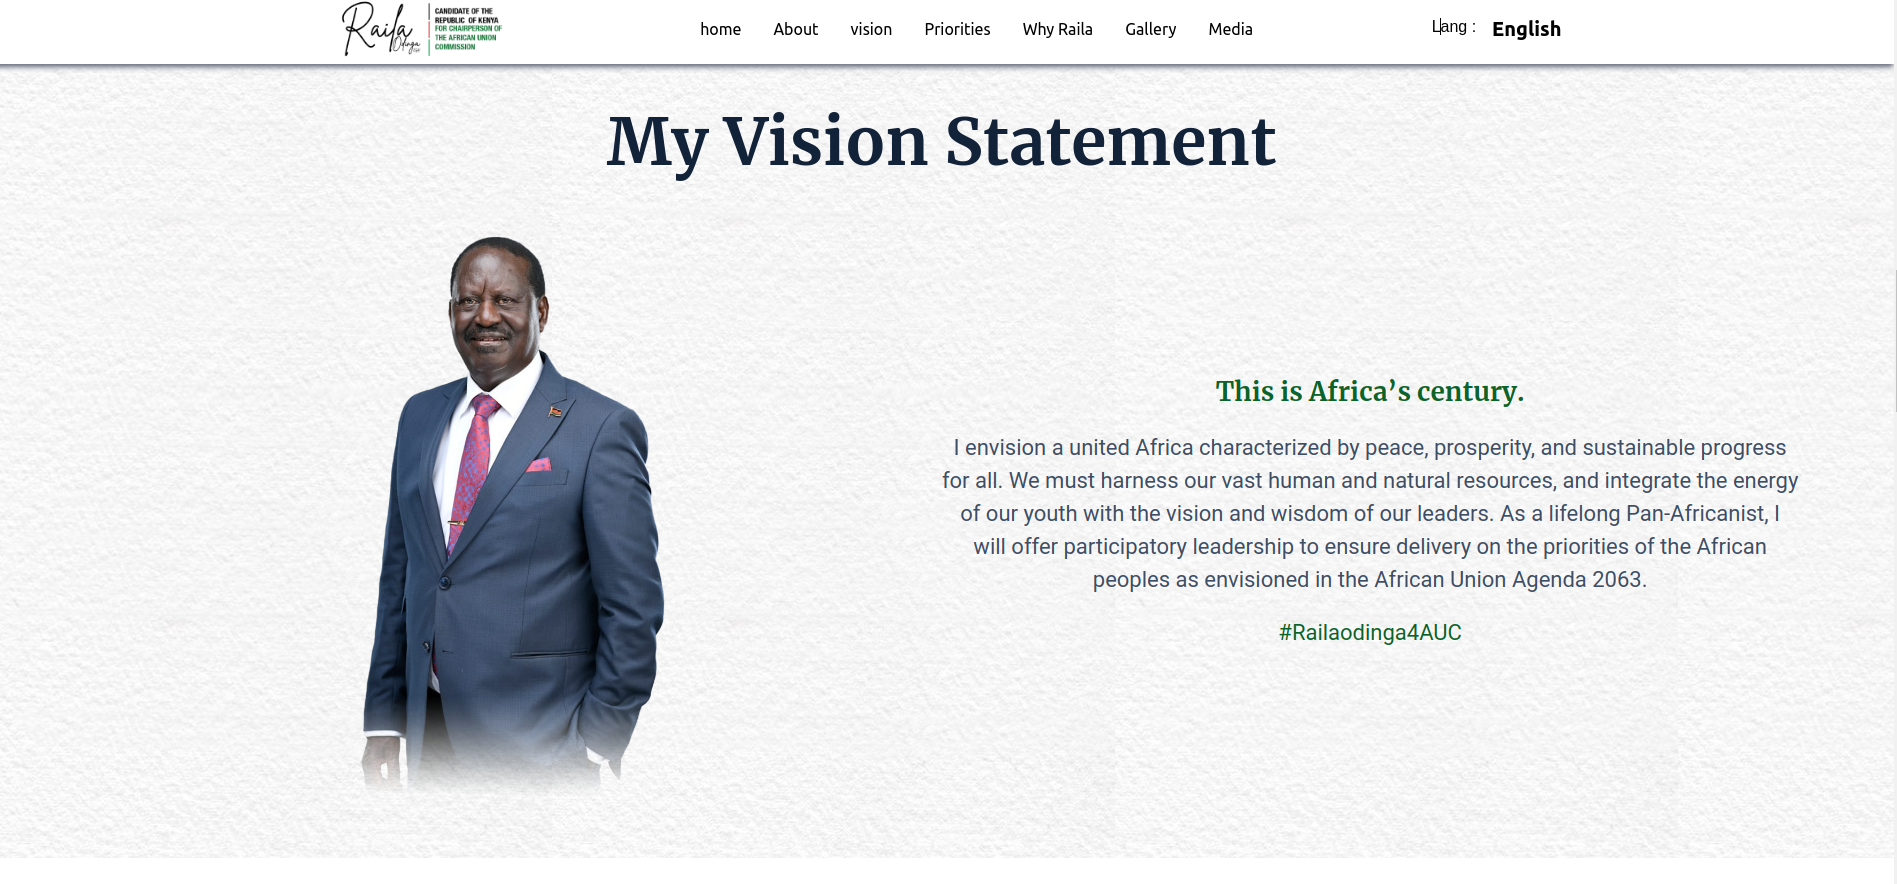 Raila
Odinga
CANDIDATE OF THE
REPUBLIC OF KENYA
FOR CHAIRPERSON OF
THE AFRICAN UNION
COMMISSION
home About vision Priorities Why Raila Gallery Media
Lang : English
My Vision Statement
This is Africa’s century.
I envision a united Africa characterized by peace, prosperity, and sustainable progress
for all. We must harness our vast human and natural resources, and integrate the energy
of our youth with the vision and wisdom of our leaders. As a lifelong Pan-Africanist, I
will offer participatory leadership to ensure delivery on the priorities of the African
peoples as envisioned in the African Union Agenda 2063.
#Railaodinga4AUC